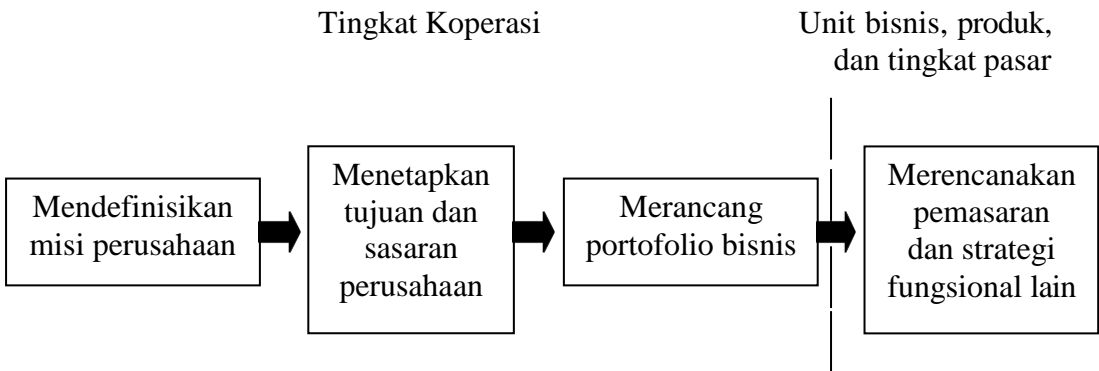 Tingkat Koperasi
Unit bisnis, produk,
dan tingkat pasar
Mendefinisikan
misi perusahaan
Menetapkan
tujuan dan
sasaran
perusahaan
Merancang
portofolio bisnis
Merencanakan
pemasaran
dan strategi
fungsional lain